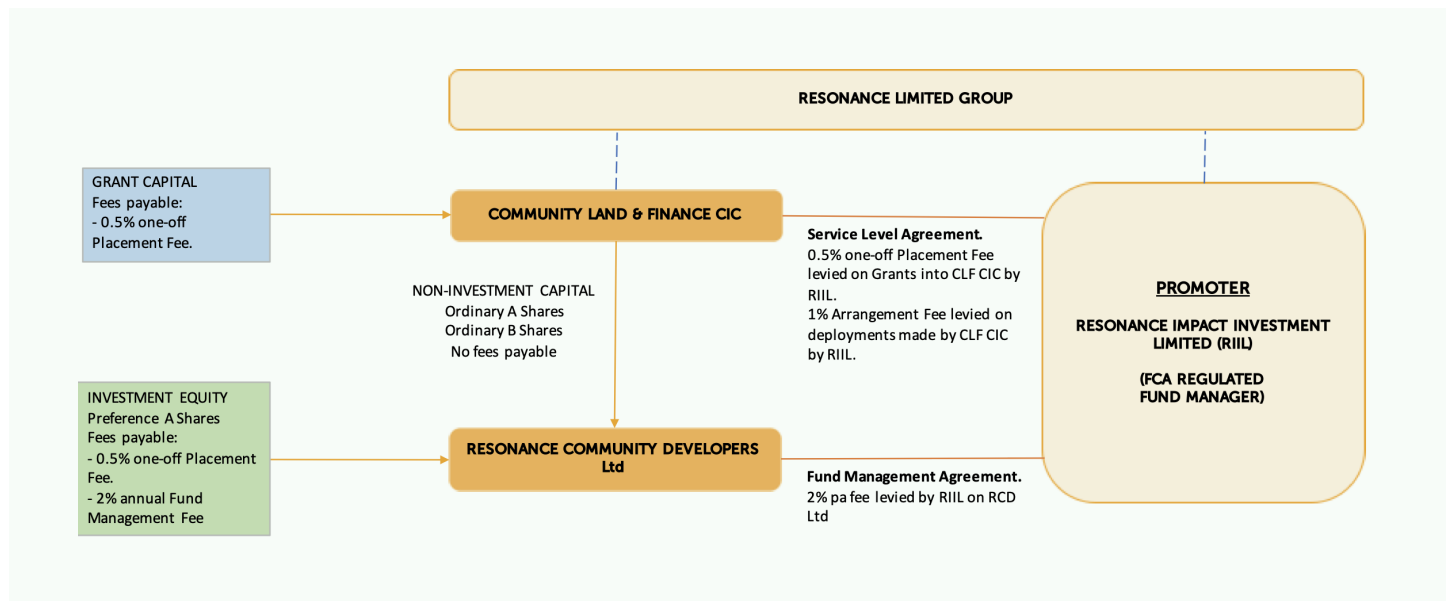 RESONANCE LIMITED GROUP
GRANT CAPITAL
Fees payable:
- 0.5% one-off
Placement Fee.
COMMUNITY LAND & FINANCE CIC
Service Level Agreement.
0.5% one-off Placement Fee
levied on Grants into CLF CIC by
RIIL.
1% Arrangement Fee levied on
deployments made by CLF CIC
by RIIL.
NON-INVESTMENT CAPITAL
Ordinary A Shares
Ordinary B Shares
No fees payable
PROMOTER
RESONANCE IMPACT INVESTMENT
LIMITED (RIIL)
(FCA REGULATED
FUND MANAGER)
INVESTMENT EQUITY
Preference A Shares
Fees payable:
- 0.5% one-off Placement
Fee.
- 2% annual Fund
Management Fee
RESONANCE COMMUNITY DEVELOPERS
Ltd
Fund Management Agreement.
2% pa fee levied by RIIL on RCD
Ltd